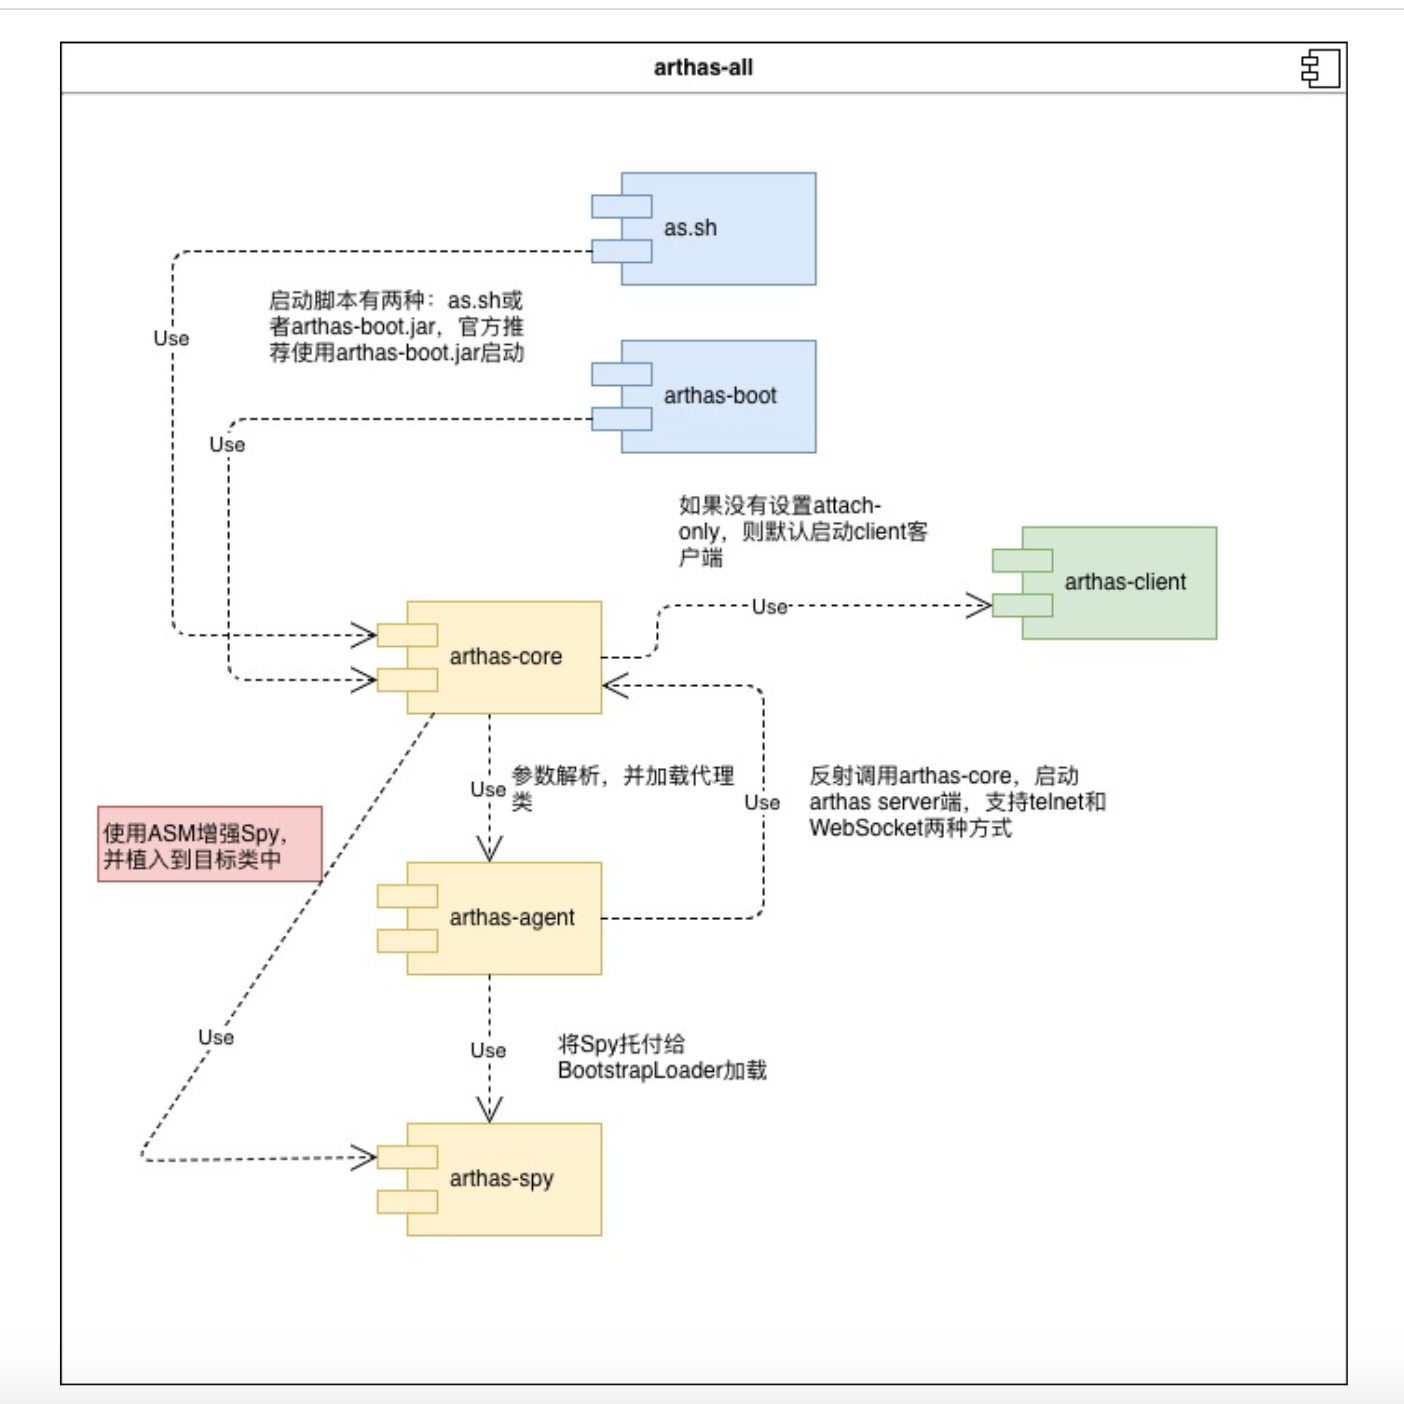 arthas-all
as.sh
启动脚本有两种：as.sh或
者arthas-boot.jar，官方推
荐使用arthas-boot.jar启动
Use
arthas-boot
Use
如果没有设置attach-
only，则默认启动client客
户端
arthas-client
Use
arthas-core
参数解析，并加载代理
类
Use
Use
反射调用arthas-core，启动
arthas server端，支持telnet和
WebSocket两种方式
使用ASM增强Spy，
并植入到目标类中
arthas-agent
Use
Use
将Spy托付给
BootstrapLoader加载
arthas-spy